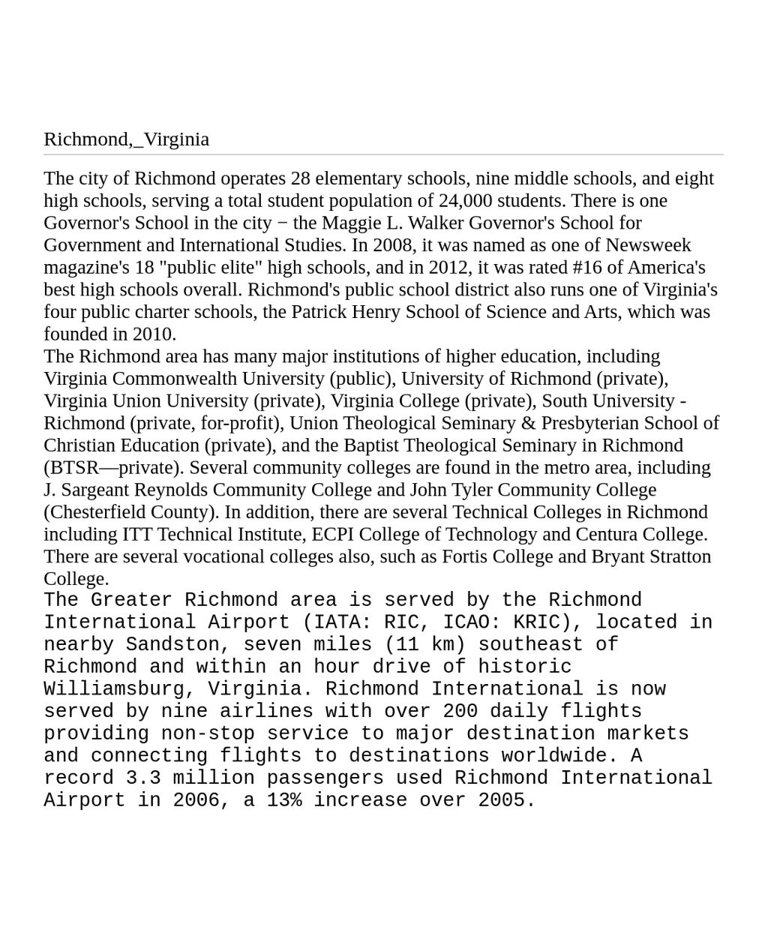 Richmond,_Virginia
The city of Richmond operates 28 elementary schools, nine middle schools, and eight
high schools, serving a total student population of 24,000 students. There is one
Governor's School in the city − the Maggie L. Walker Governor's School for
Government and International Studies. In 2008, it was named as one of Newsweek
magazine's 18 "public elite" high schools, and in 2012, it was rated #16 of America's
best high schools overall. Richmond's public school district also runs one of Virginia's
four public charter schools, the Patrick Henry School of Science and Arts, which was
founded in 2010.
The Richmond area has many major institutions of higher education, including
Virginia Commonwealth University (public), University of Richmond (private),
Virginia Union University (private), Virginia College (private), South University -
Richmond (private, for-profit), Union Theological Seminary & Presbyterian School of
Christian Education (private), and the Baptist Theological Seminary in Richmond
(BTSR—private). Several community colleges are found in the metro area, including
J. Sargeant Reynolds Community College and John Tyler Community College
(Chesterfield County). In addition, there are several Technical Colleges in Richmond
including ITT Technical Institute, ECPI College of Technology and Centura College.
There are several vocational colleges also, such as Fortis College and Bryant Stratton
College.
The Greater Richmond area is served by the Richmond
International Airport (IATA: RIC, ICAO: KRIC), located in
nearby Sandston, seven miles (11 km) southeast of
Richmond and within an hour drive of historic
Williamsburg, Virginia. Richmond International is now
served by nine airlines with over 200 daily flights
providing non-stop service to major destination markets
and connecting flights to destinations worldwide. A
record 3.3 million passengers used Richmond International
Airport in 2006, a 13% increase over 2005.